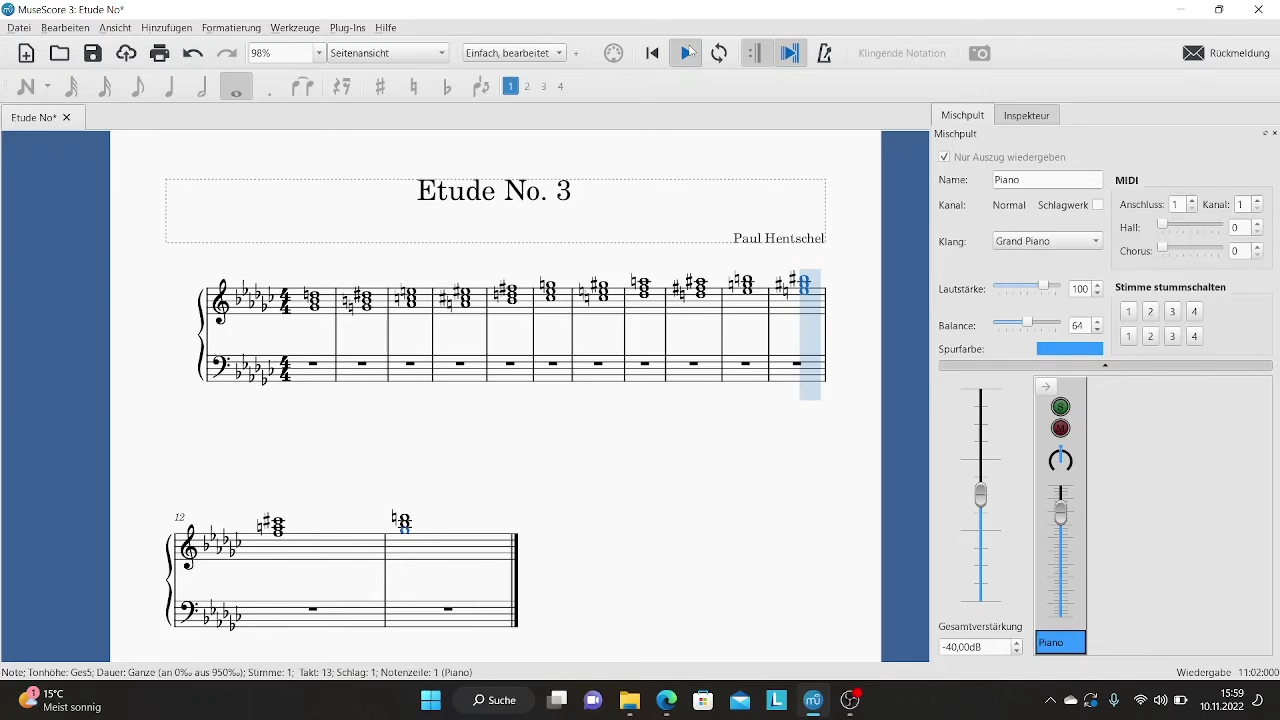 MuseScore 3: Etude No*
Datei Bearbeiten Ansicht Hinzufügen Formatierung Werkzeuge Plug-Ins Hilfe
98% Seitenansicht Einfach, bearbeitet + Klingende Notation Rückmeldung
1 2 3 4
Etude No* Mischpult Inspekteur
Mischpult
Nur Auszug wiedergeben
Name: Piano MIDI
Kanal: Normal Schlagwerk Anschluss: 1 Kanal: 1
Hall: 0
Klang: Grand Piano
Chorus: 0
Lautstärke: 100 Stimme stummschalten
1 2 3 4
Balance: 64
1 2 3 4
Spurfarbe:
Etude No. 3
Paul Hentschel
12
S
M
Gesamtverstärkung
-40,00dB
Piano
Note; Tonhöhe: Ges5; Dauer: Ganze (an 0‰ aus 950‰); Stimme: 1; Takt: 13; Schlag: 1; Notenzeile: 1 (Piano) Wiedergabe 11:02:000
1 15°C
Meist sonnig
Suche
L
15:59
10.11.2022